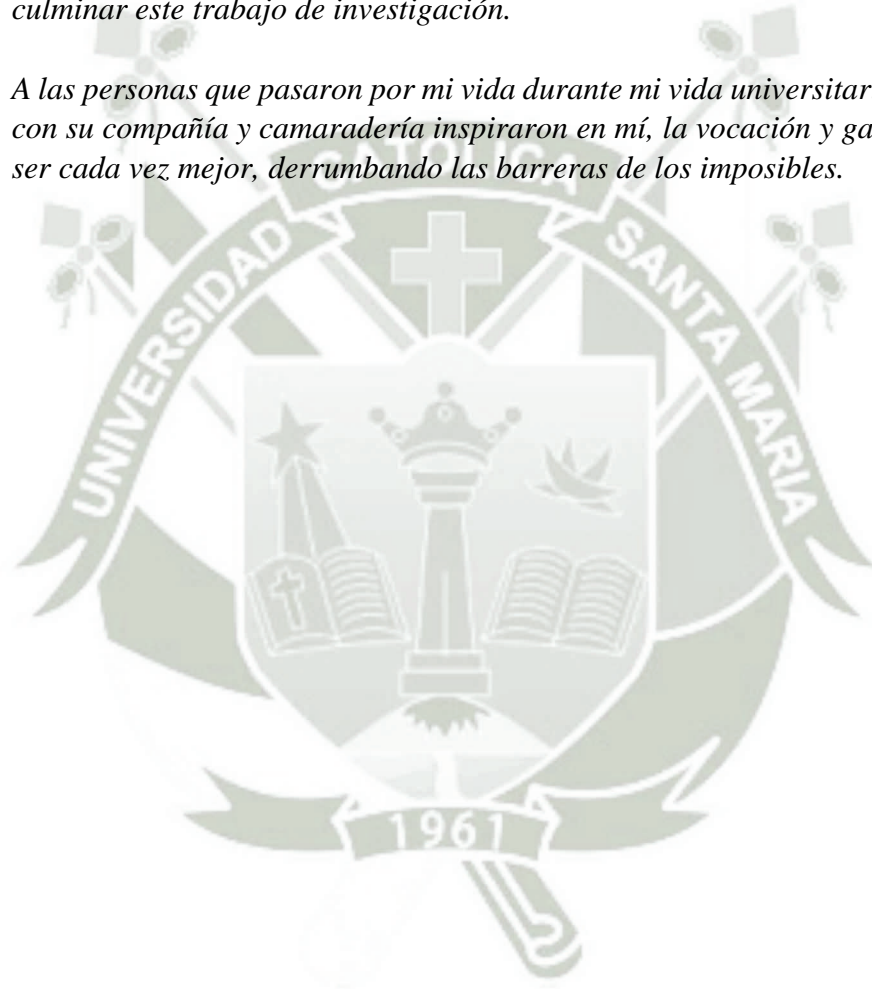 culminar este trabajo de investigación.
A las personas que pasaron por mi vida durante mi vida universitar
con su compañía y camaradería inspiraron en mí, la vocación y ga
ser cada vez mejor, derrumbando las barreras de los imposibles.
CATOLICA
UNIVERSIDAD
SANTA MARIA
1961